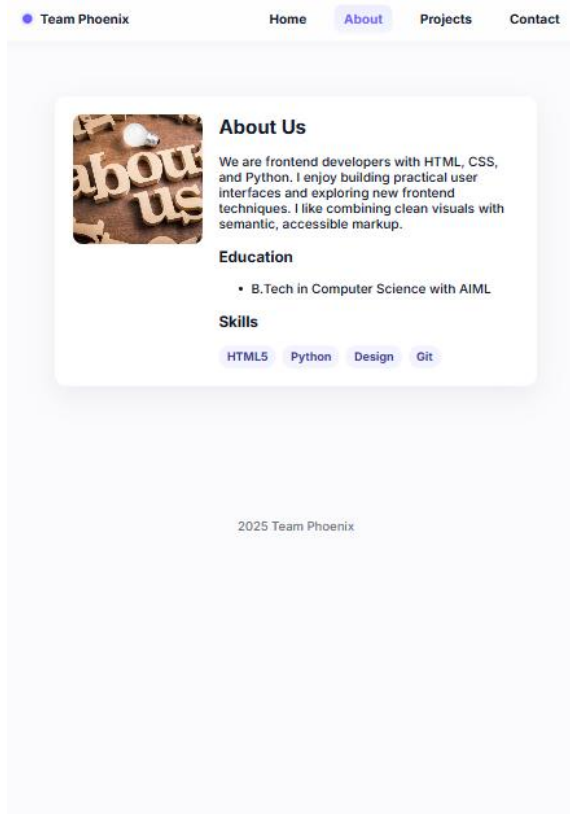 Team Phoenix Home About Projects Contact
about
us
About Us
We are frontend developers with HTML, CSS,
and Python. I enjoy building practical user
interfaces and exploring new frontend
techniques. I like combining clean visuals with
semantic, accessible markup.
Education
• B.Tech in Computer Science with AIML
Skills
HTML5 Python Design Git
2025 Team Phoenix